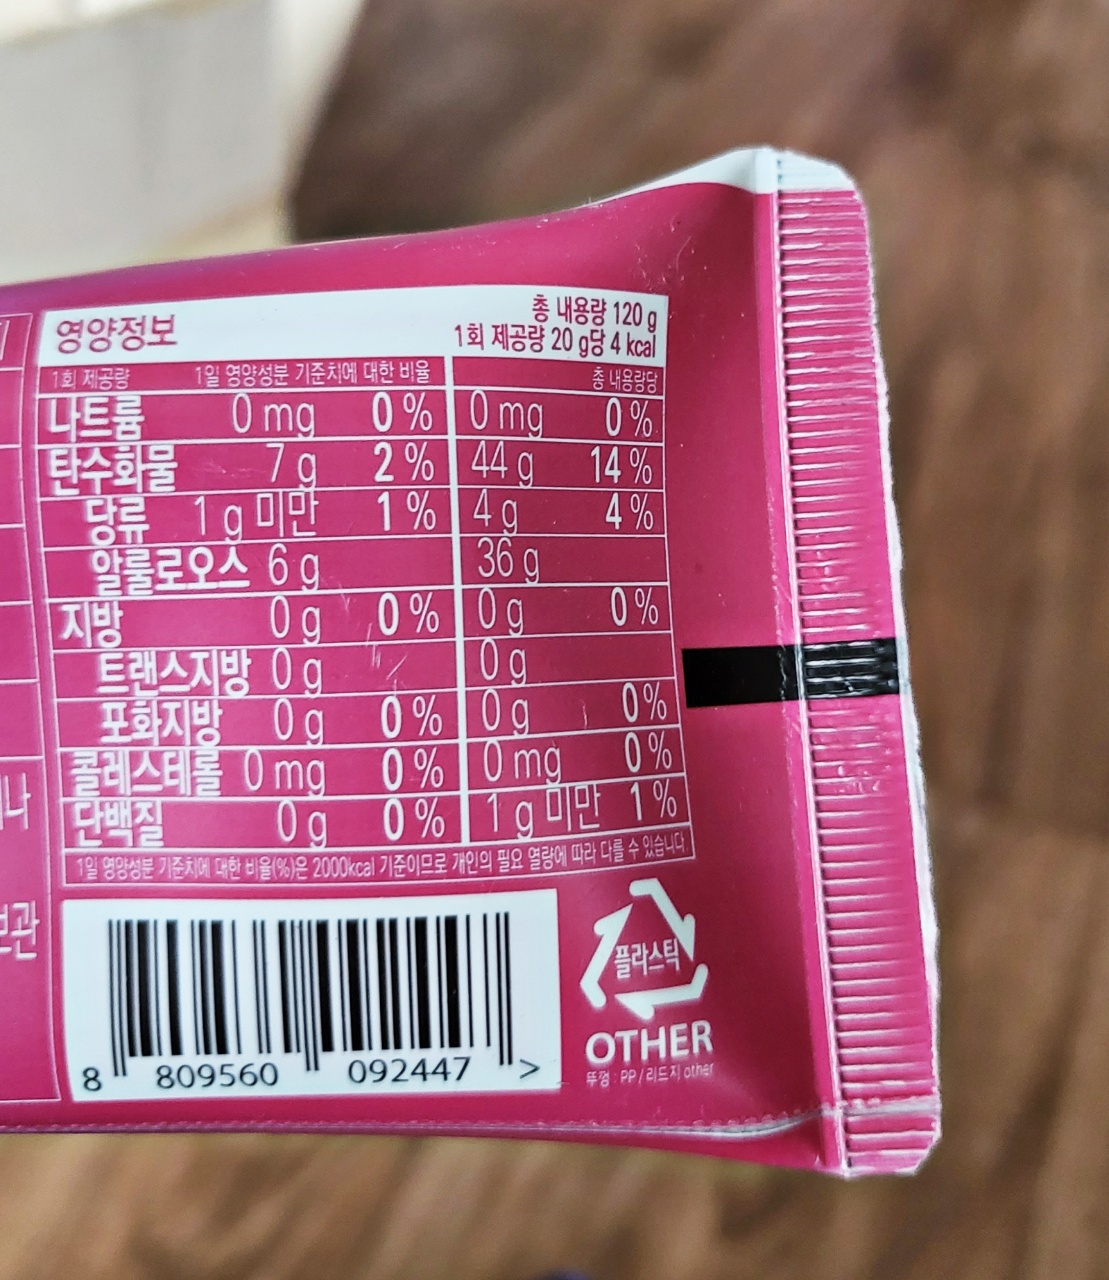 영양정보
총 내용량 120 g
1회 제공량 20 g당 4 kcal
1회 제공량 1일 영양성분 기준치에 대한 비율 총 내용량당
나트륨 0 mg 0 % 0 mg 0 %
탄수화물 7 g 2 % 44 g 14 %
당류 1 g 미만 1 % 4 g 4 %
알룰로오스 6 g 36 g
지방 0 g 0 % 0 g 0 %
트랜스지방 0 g 0 g
포화지방 0 g 0 % 0 g 0 %
콜레스테롤 0 mg 0 % 0 mg 0 %
단백질 0 g 0 % 1 g 미만 1 %
1일 영양성분 기준치에 대한 비율(%)은 2000kcal 기준이므로 개인의 필요 열량에 따라 다를 수 있습니다.
보관
8 809560 092447 >
플라스틱
OTHER
뚜껑 : PP / 리드지 other